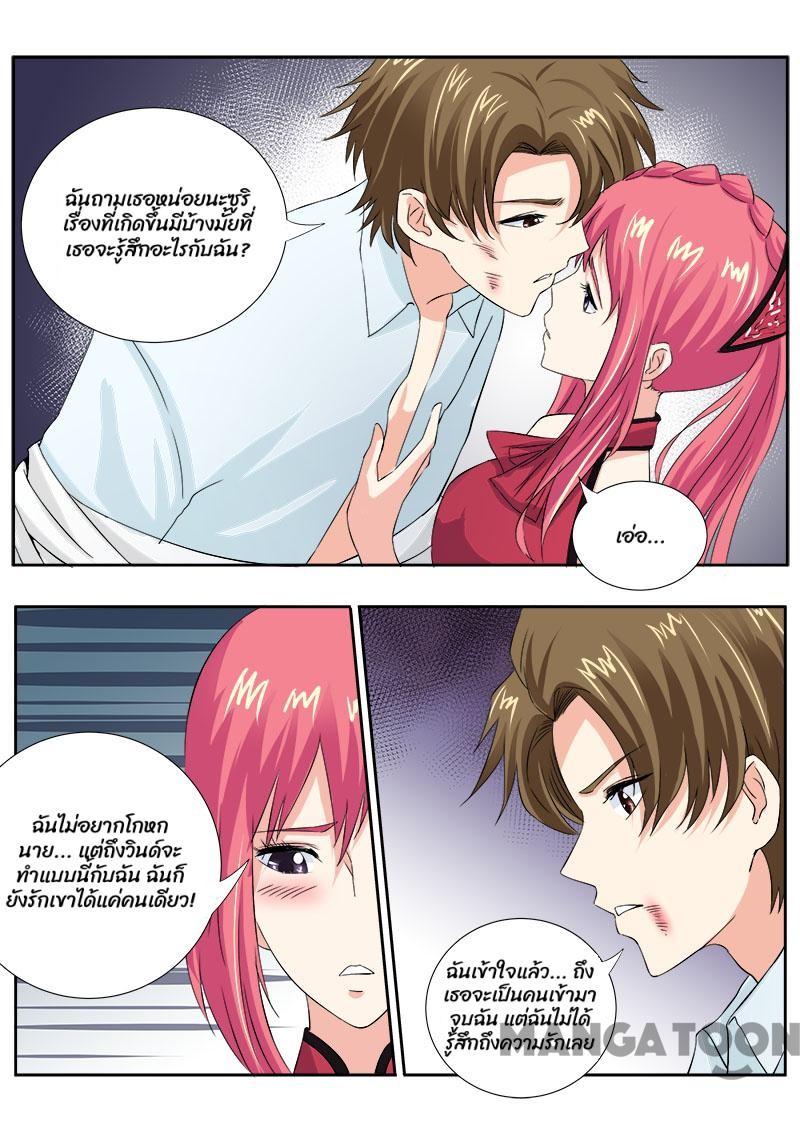 ฉันถามเธอหน่อยนะซูริ
เรื่องที่เกิดขึ้นมีบ้างมั้ยที่
เธอจะรู้สึกอะไรกับฉัน?
เอ่อ...
ฉันไม่อยากโกหก
นาย... แต่ถึงวินด์จะ
ทำแบบนี้กับฉัน ฉันก็
ยังรักเขาได้แค่คนเดียว!
ฉันเข้าใจแล้ว... ถึง
เธอจะเป็นคนเข้ามา
จูบฉัน แต่ฉันไม่ได้
รู้สึกถึงความรักเลย
MANGATOON